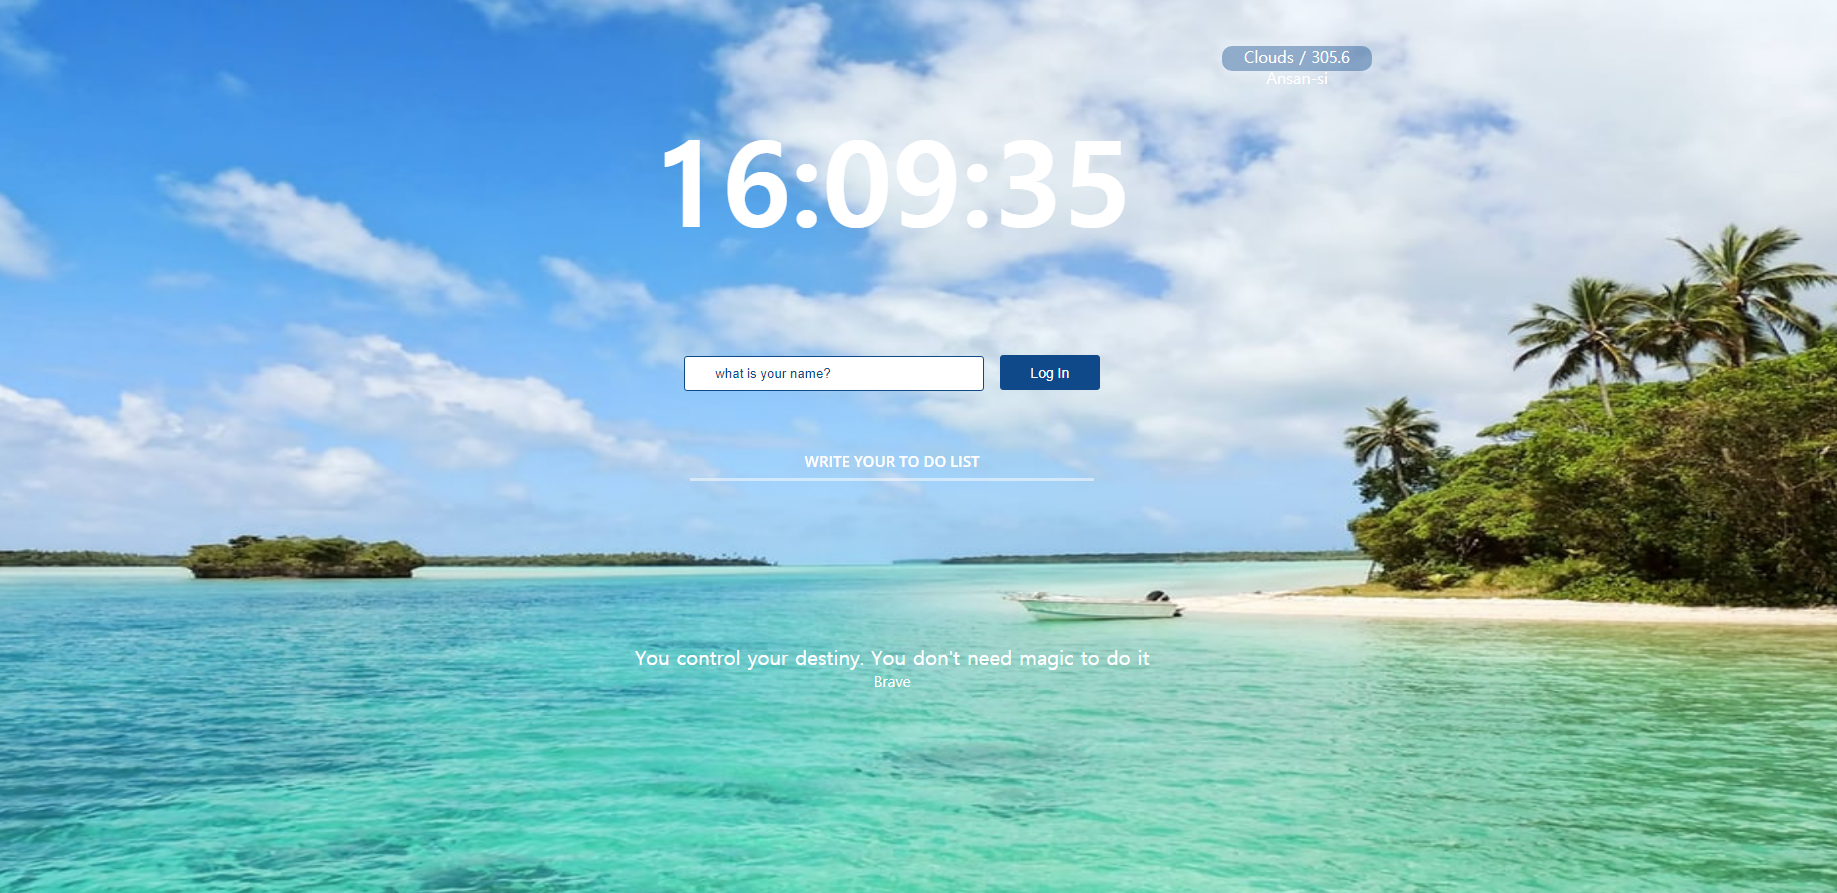 Clouds / 305.6
Ansan-si
16:09:35
what is your name?
Log In
WRITE YOUR TO DO LIST
You control your destiny. You don't need magic to do it
Brave